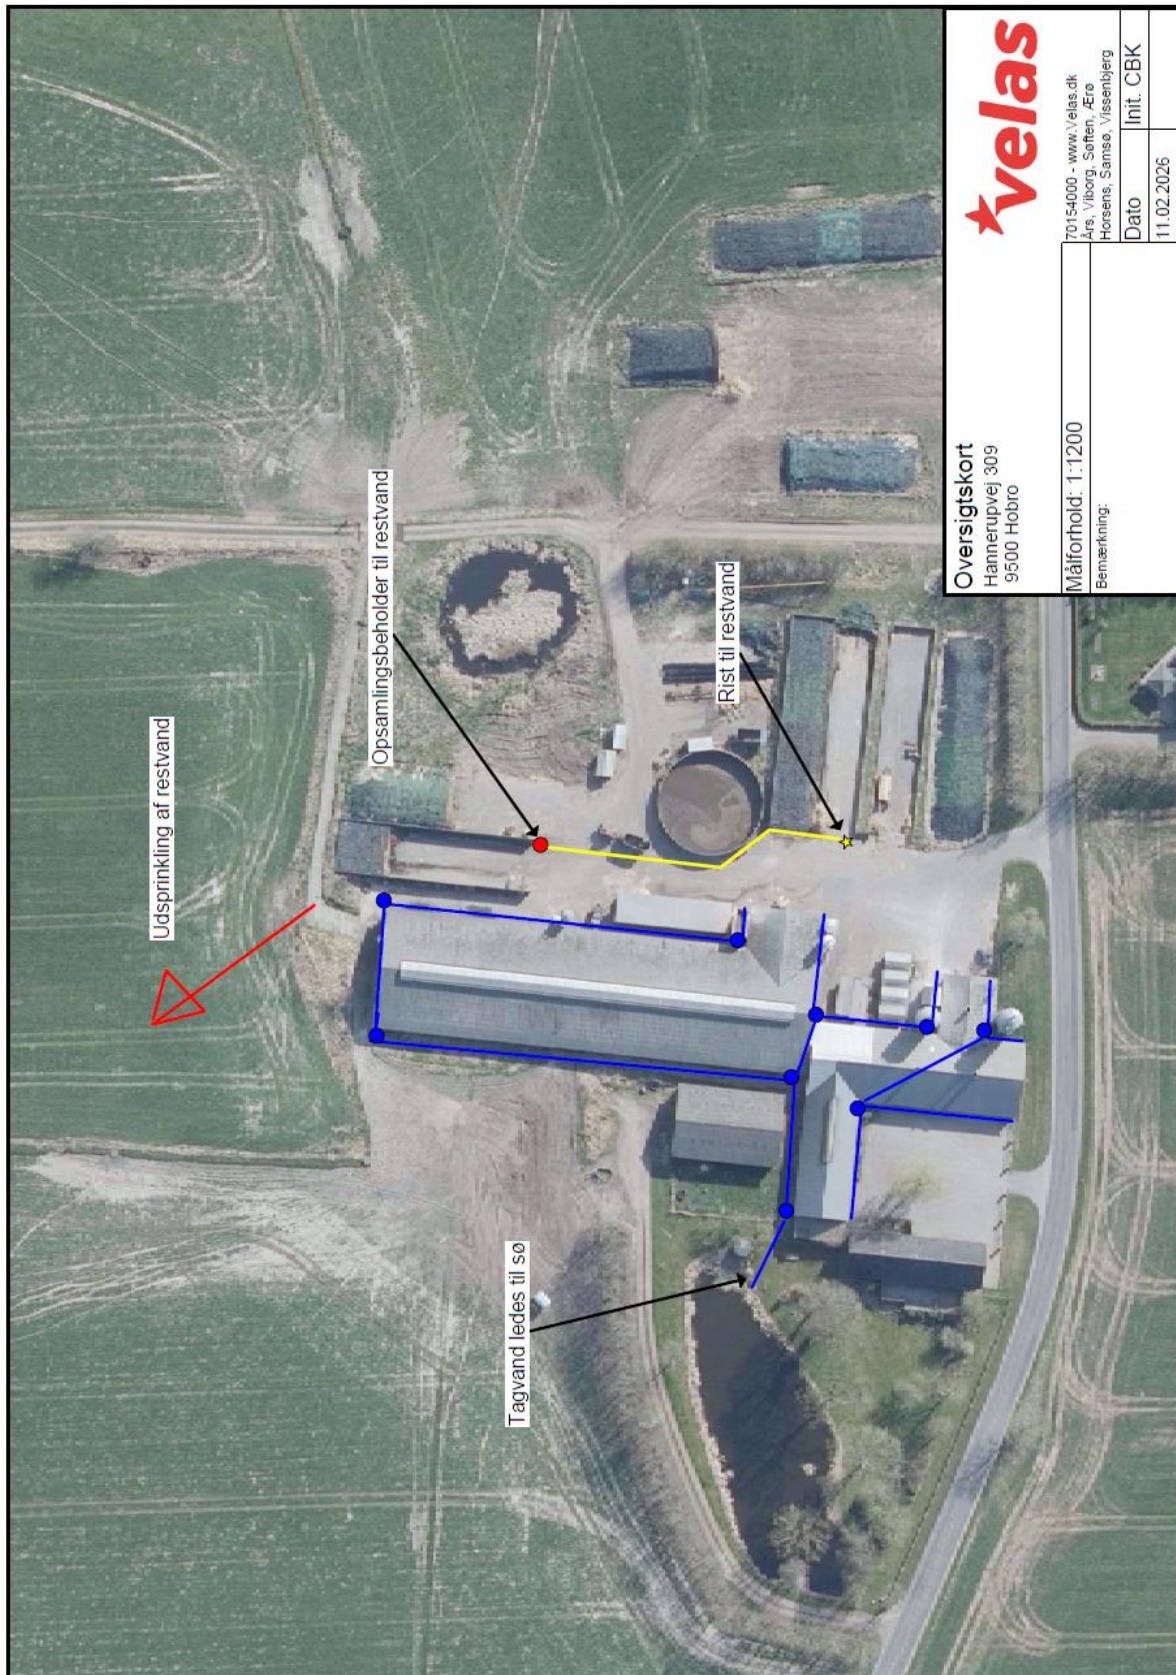 Udsprinkling af restvand
Opsamlingsbeholder til restvand
Rist til restvand
Tagvand ledes til sø
Oversigtskort
Hannerupvej 309
9500 Hobro
velas
Målforhold: 1:1200
Bemærkning:
70154000 - www.Velas.dk
Års, Viborg, Søften, Ærø
Horsens, Samsø, Vissenbjerg
Dato
Init. CBK
11.02.2026